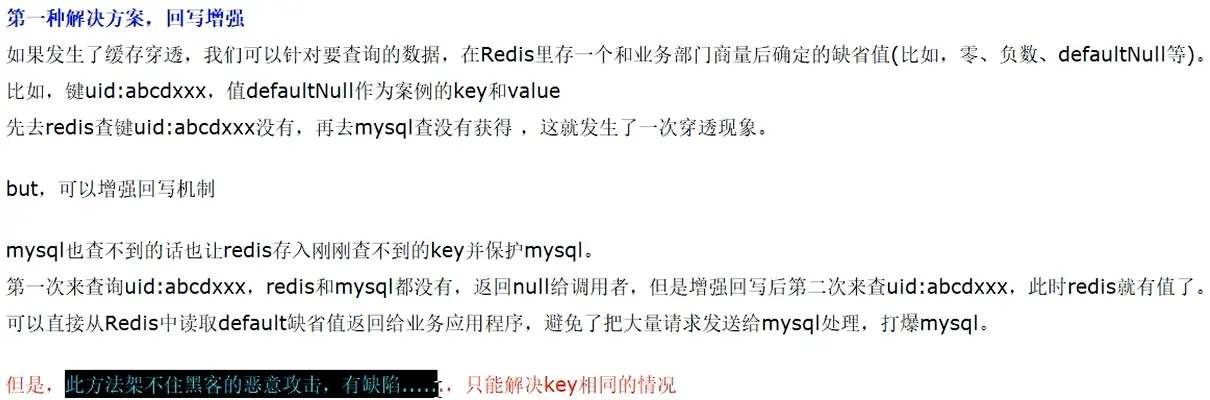 第一种解决方案，回写增强
如果发生了缓存穿透，我们可以针对要查询的数据，在Redis里存一个和业务部门商量后确定的缺省值(比如，零、负数、defaultNull等)。
比如，键uid:abcdxxx，值defaultNull作为案例的key和value
先去redis查键uid:abcdxxx没有，再去mysql查没有获得 ，这就发生了一次穿透现象。
but，可以增强回写机制
mysql也查不到的话也让redis存入刚刚查不到的key并保护mysql。
第一次来查询uid:abcdxxx，redis和mysql都没有，返回null给调用者，但是增强回写后第二次来查uid:abcdxxx，此时redis就有值了。
可以直接从Redis中读取default缺省值返回给业务应用程序，避免了把大量请求发送给mysql处理，打爆mysql。
但是，此方法架不住黑客的恶意攻击，有缺陷......，只能解决key相同的情况